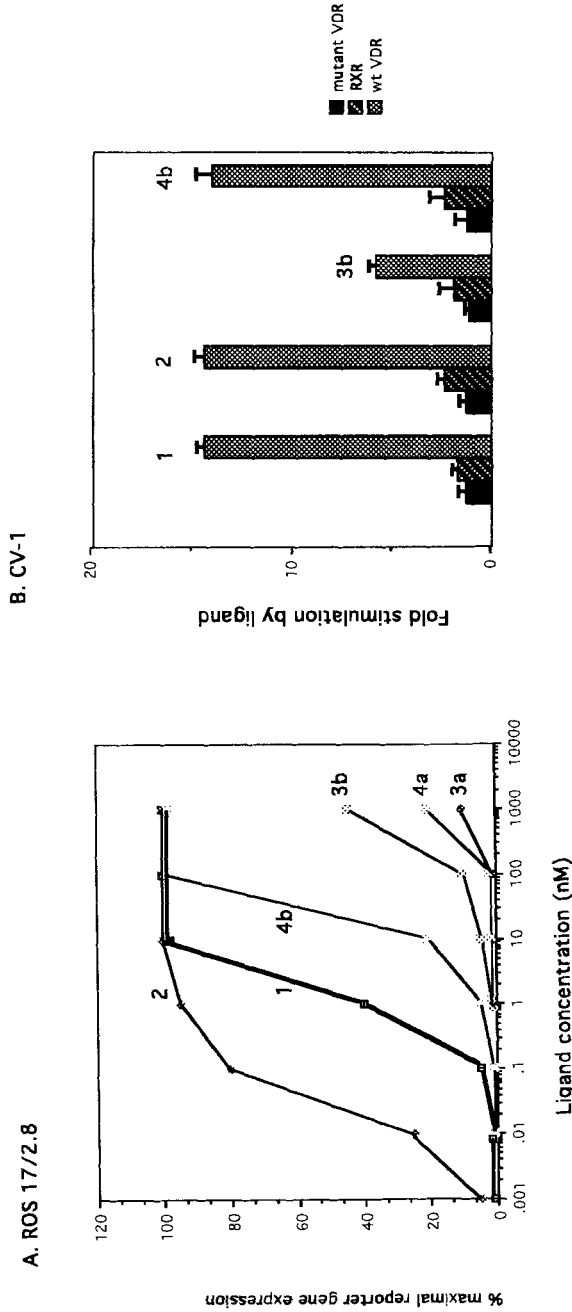 A. ROS 17/2.8
% maximal reporter gene expression
120
100
80
60
40
20
0
2
1
4b
3b
4a
3a
.001
.01
.1
1
10
100
1000
10000
Ligand concentration (nM)
B. CV-1
Fold stimulation by ligand
20
10
0
1
2
3b
4b
mutant VDR
RXR
wt VDR